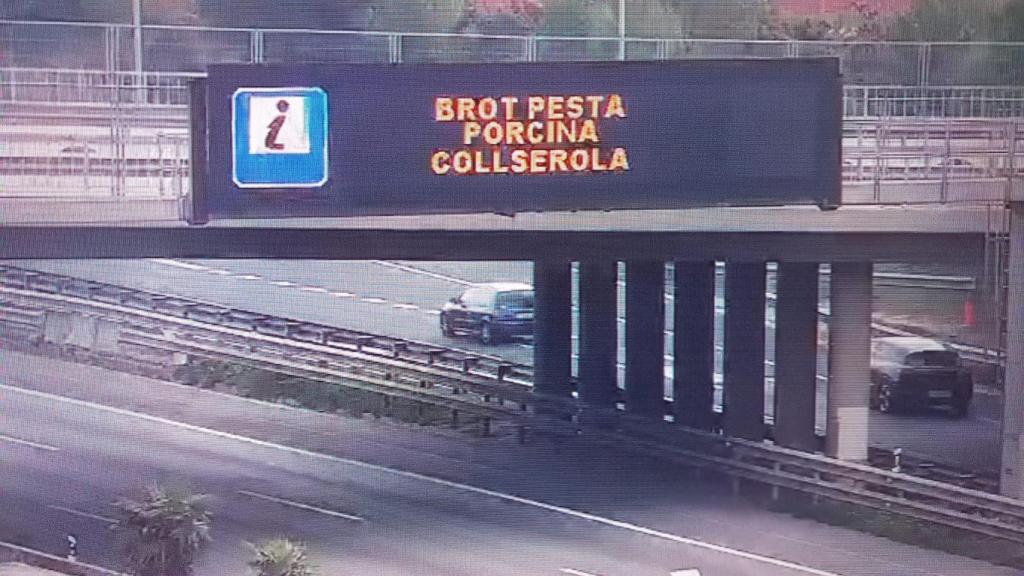 i
BROT PESTA
PORCINA
COLLSEROLA